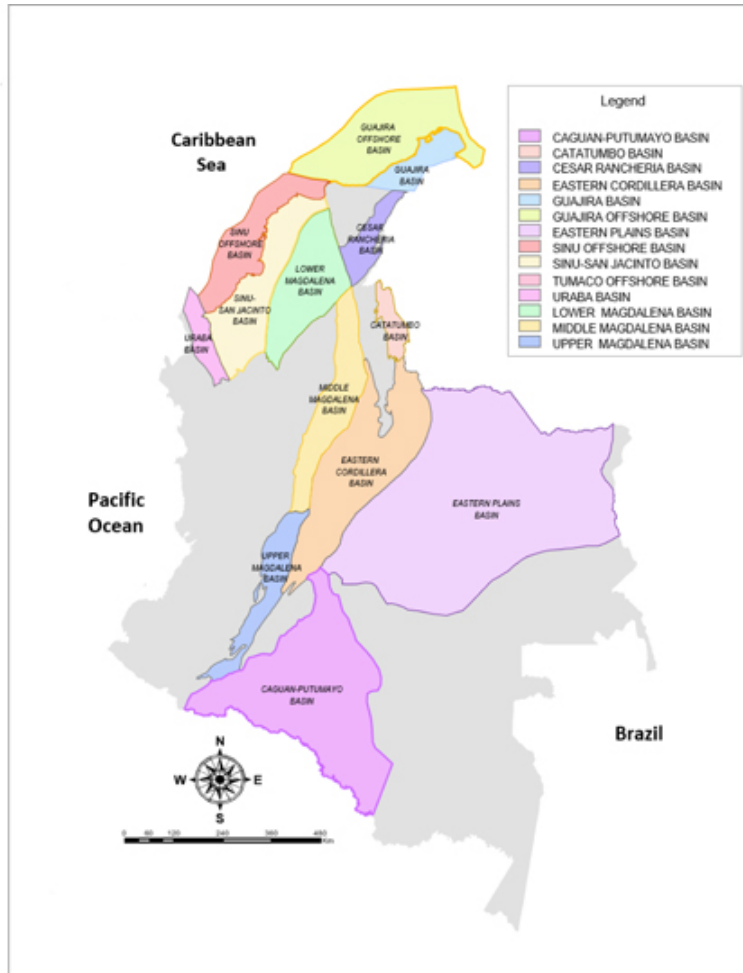 Caribbean
Sea
GUAJIRA
OFFSHORE
BASIN
GUAJIRA
BASIN
SINU
OFFSHORE
BASIN
CESAR
RANCHERIA
BASIN
LOWER
MAGDALENA
BASIN
SINU-
SAN JACINTO
BASIN
URABA
BASIN
CATATUMBO
BASIN
MIDDLE
MAGDALENA
BASIN
EASTERN
CORDILLERA
BASIN
EASTERN PLAINS
BASIN
Pacific
Ocean
UPPER
MAGDALENA
BASIN
CAGUAN-PUTUMAYO
BASIN
Brazil
N
W
E
S
0 60 120 240 360 480
Km
Legend
CAGUAN-PUTUMAYO BASIN
CATATUMBO BASIN
CESAR RANCHERIA BASIN
EASTERN CORDILLERA BASIN
GUAJIRA BASIN
GUAJIRA OFFSHORE BASIN
EASTERN PLAINS BASIN
SINU OFFSHORE BASIN
SINU-SAN JACINTO BASIN
TUMACO OFFSHORE BASIN
URABA BASIN
LOWER MAGDALENA BASIN
MIDDLE MAGDALENA BASIN
UPPER MAGDALENA BASIN